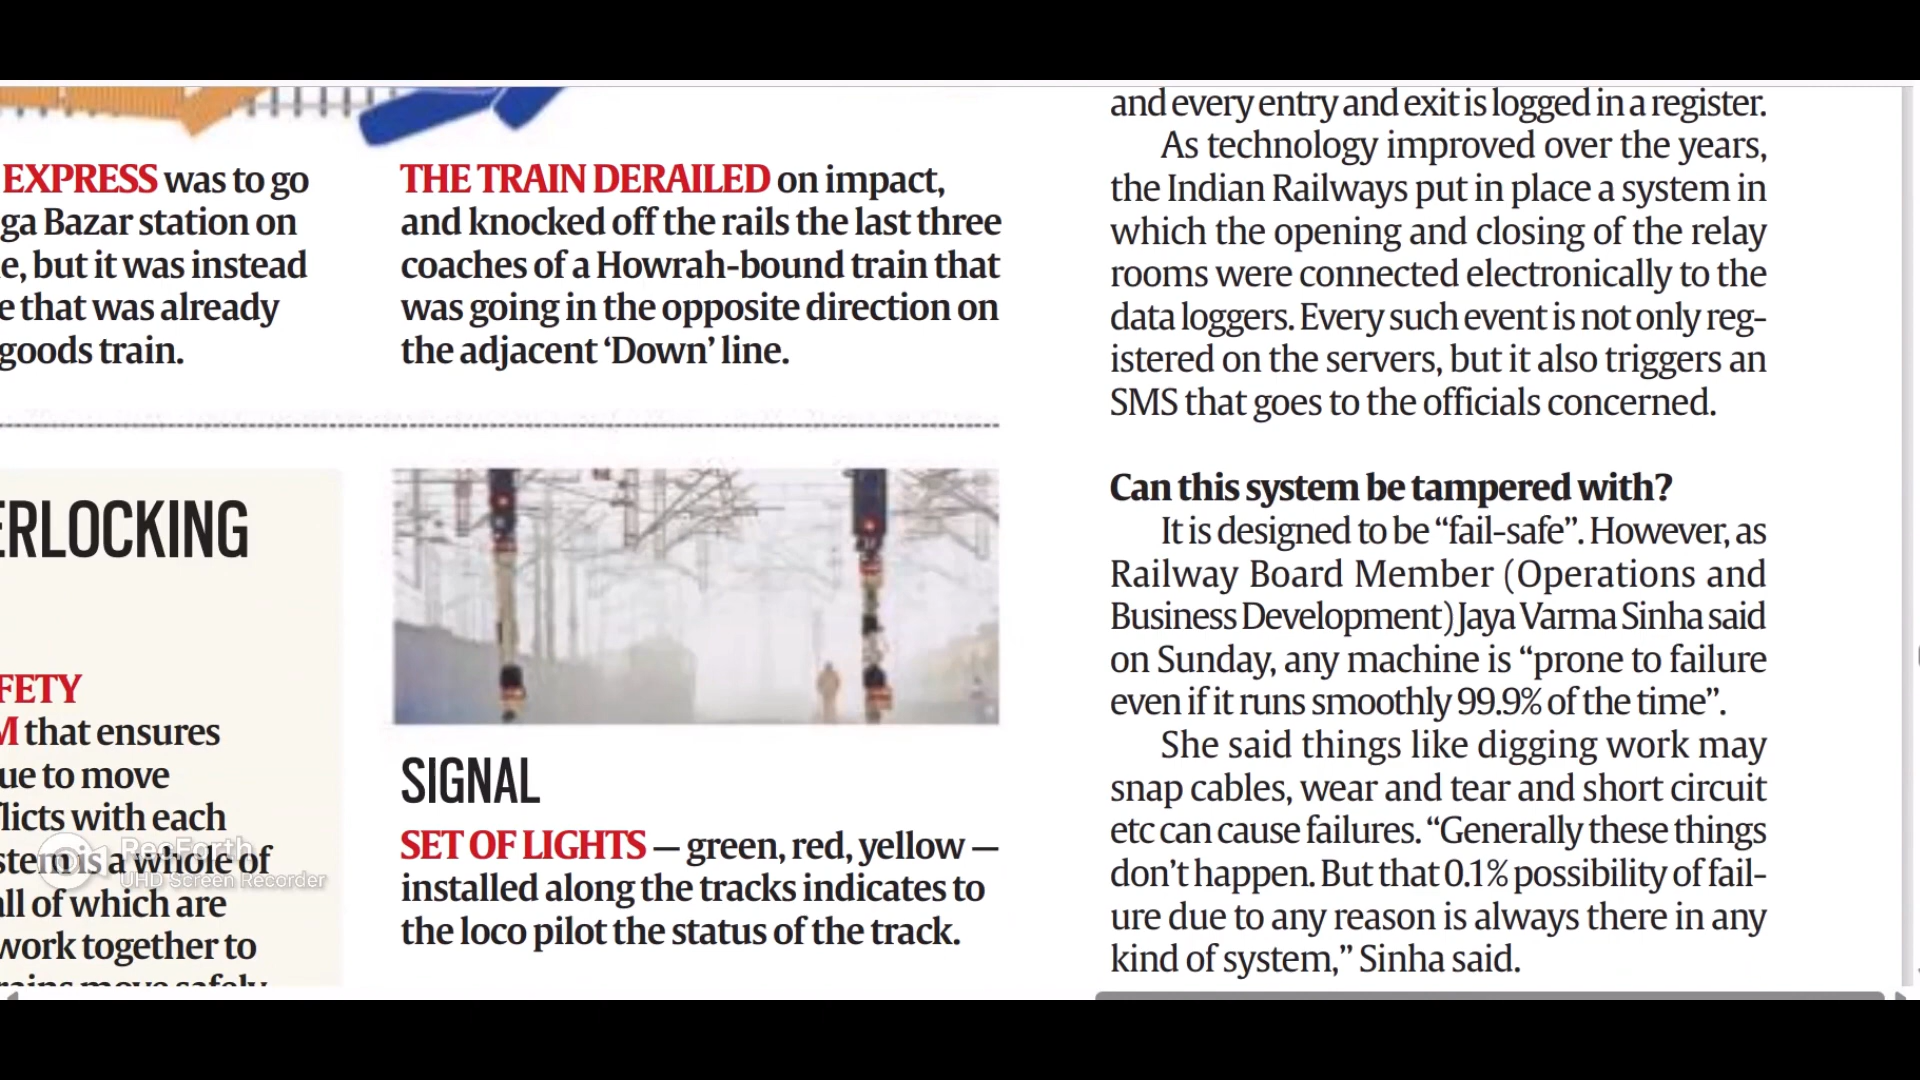 EXPRESS was to go
ga Bazar station on
e, but it was instead
e that was already
goods train.
THE TRAIN DERAILED on impact,
and knocked off the rails the last three
coaches of a Howrah-bound train that
was going in the opposite direction on
the adjacent ‘Down’ line.
ERLOCKING
FETY
M that ensures
ue to move
flicts with each
stem is a whole of
all of which are
work together to
rains move safely
RecForth
UHD Screen Recorder
SIGNAL
SET OF LIGHTS — green, red, yellow —
installed along the tracks indicates to
the loco pilot the status of the track.
and every entry and exit is logged in a register.
As technology improved over the years,
the Indian Railways put in place a system in
which the opening and closing of the relay
rooms were connected electronically to the
data loggers. Every such event is not only reg-
istered on the servers, but it also triggers an
SMS that goes to the officials concerned.
Can this system be tampered with?
It is designed to be “fail-safe”. However, as
Railway Board Member (Operations and
Business Development) Jaya Varma Sinha said
on Sunday, any machine is “prone to failure
even if it runs smoothly 99.9% of the time”.
She said things like digging work may
snap cables, wear and tear and short circuit
etc can cause failures. “Generally these things
don’t happen. But that 0.1% possibility of fail-
ure due to any reason is always there in any
kind of system,” Sinha said.